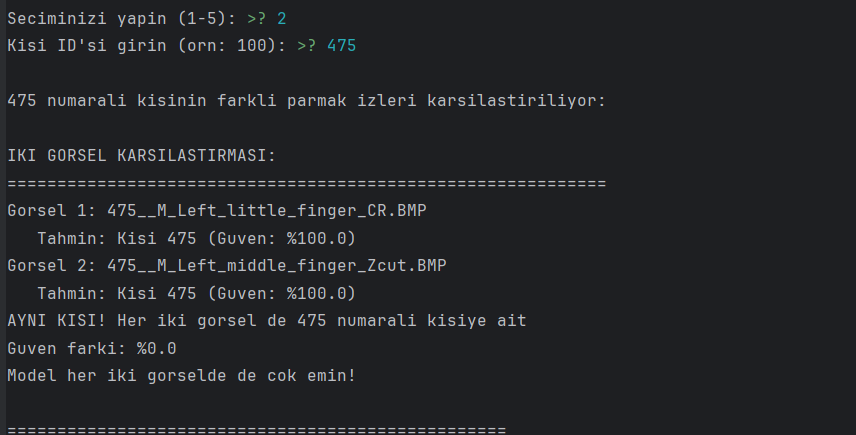 Seciminizi yapin (1-5): >? 2
Kisi ID'si girin (orn: 100): >? 475
475 numarali kisinin farkli parmak izleri karsilastiriliyor:
IKI GORSEL KARSILASTIRMASI:
============================================================
Gorsel 1: 475__M_Left_little_finger_CR.BMP
   Tahmin: Kisi 475 (Guven: %100.0)
Gorsel 2: 475__M_Left_middle_finger_Zcut.BMP
   Tahmin: Kisi 475 (Guven: %100.0)
AYNI KISI! Her iki gorsel de 475 numarali kisiye ait
Guven farki: %0.0
Model her iki gorselde de cok emin!
==================================================